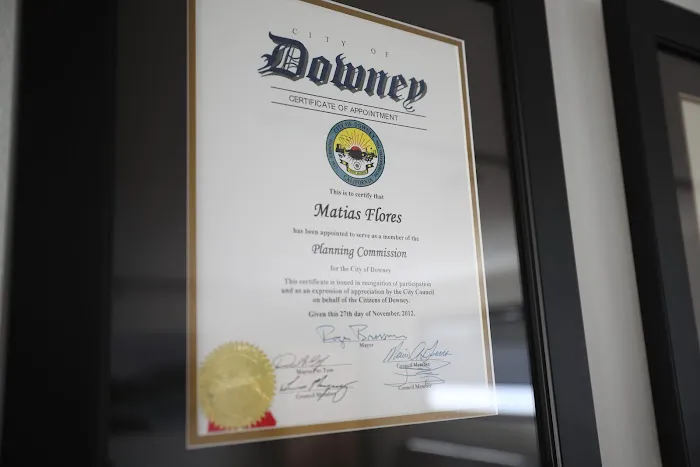 CITY OF
Downey
CERTIFICATE OF APPOINTMENT
CALIFORNIA
This is to certify that
Matias Flores
has been appointed to serve as a member of the
Planning Commission
for the City of Downey
This certificate is issued in recognition of participation
and as an expression of appreciation by the City Council
on behalf of the Citizens of Downey.
Given this 27th day of November, 2012.
Mayor
Mayor Pro Tem
Council Member
Council Member
Council Member